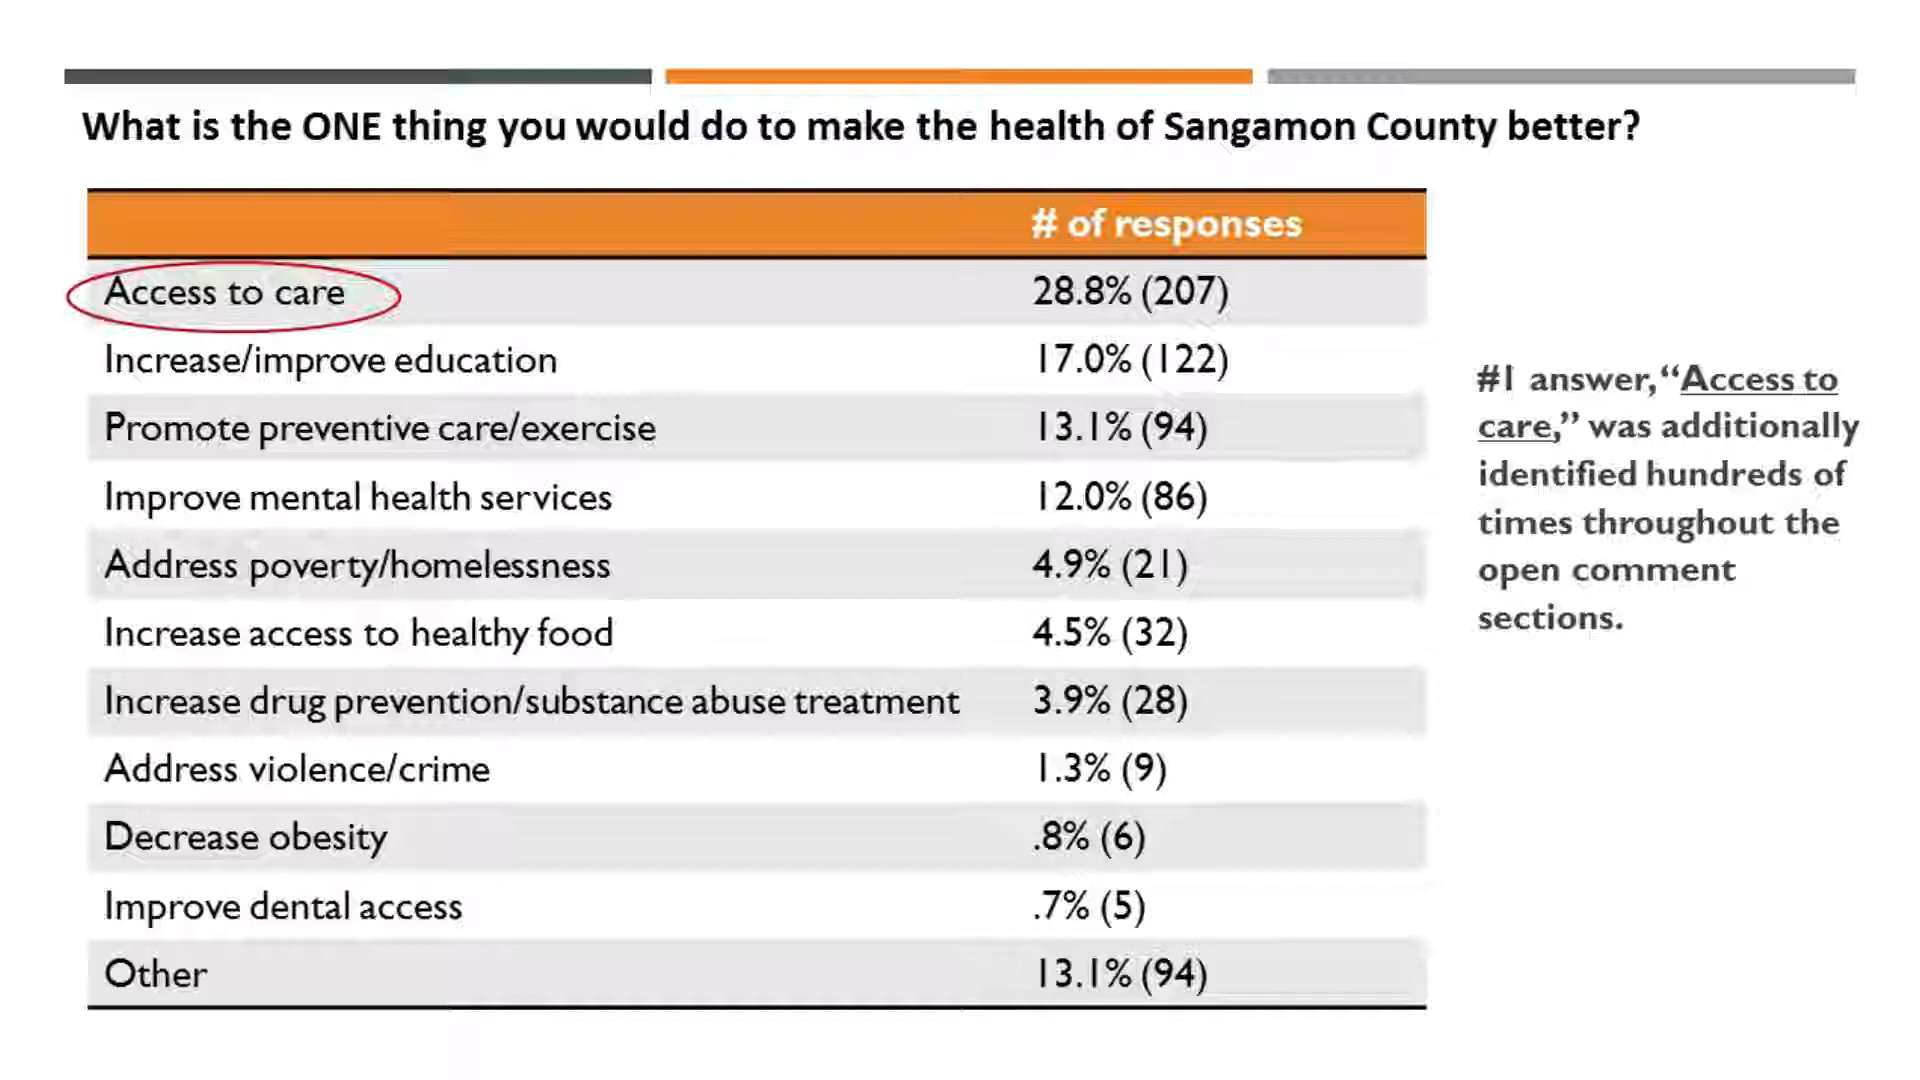 What is the ONE thing you would do to make the health of Sangamon County better?
# of responses
Access to care 28.8% (207)
Increase/improve education 17.0% (122)
Promote preventive care/exercise 13.1% (94)
Improve mental health services 12.0% (86)
Address poverty/homelessness 4.9% (21)
Increase access to healthy food 4.5% (32)
Increase drug prevention/substance abuse treatment 3.9% (28)
Address violence/crime 1.3% (9)
Decrease obesity .8% (6)
Improve dental access .7% (5)
Other 13.1% (94)
#1 answer, “Access to
care,” was additionally
identified hundreds of
times throughout the
open comment
sections.